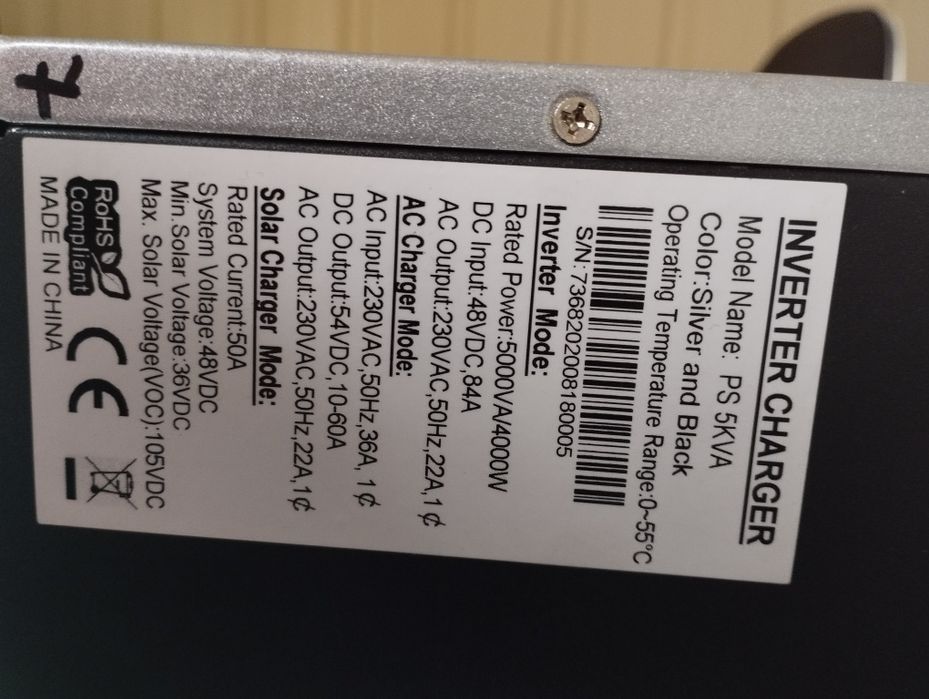 INVERTER CHARGER
Model Name: PS 5KVA
Color:Silver and Black
Operating Temperature Range:0~55°C
S/N:7368202008180005
Inverter Mode:
Rated Power:5000VA/4000W
DC Input:48VDC,84A
AC Output:230VAC,50Hz,22A,1¢
AC Charger Mode:
AC Input:230VAC,50Hz,36A, 1¢
DC Output:54VDC,10-60A
AC Output:230VAC,50Hz,22A,1¢
Solar Charger Mode:
Rated Current:50A
System Voltage:48VDC
Min.Solar Voltage:36VDC
Max. Solar Voltage(VOC):105VDC
RoHS
Compliant
CE
MADE IN CHINA